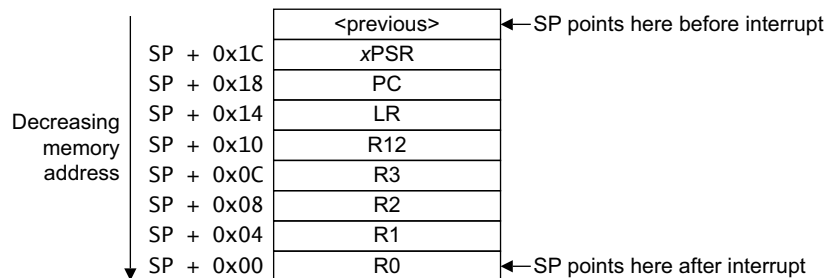 <previous> SP points here before interrupt
SP + 0x1C xPSR
SP + 0x18 PC
SP + 0x14 LR
Decreasing
memory
address
SP + 0x10 R12
SP + 0x0C R3
SP + 0x08 R2
SP + 0x04 R1
SP + 0x00 R0 SP points here after interrupt